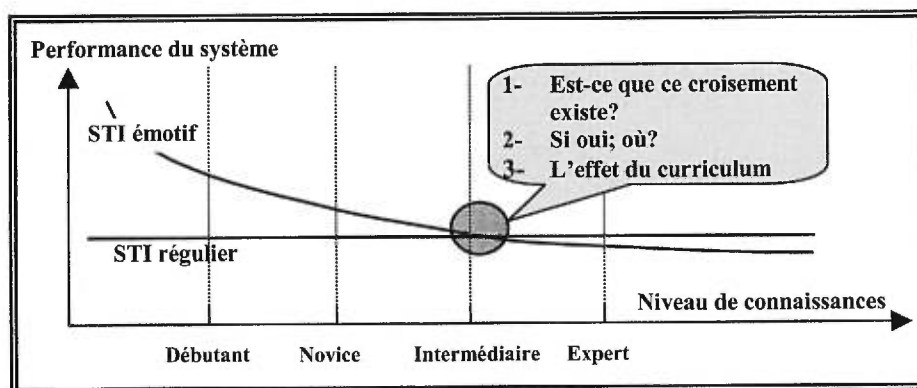 Performance du système
1- Est-ce que ce croisement
existe?
2- Si oui; où?
3- L'effet du curriculum
STI émotif
STI régulier
Niveau de connaissances
Débutant Novice Intermédiaire Expert